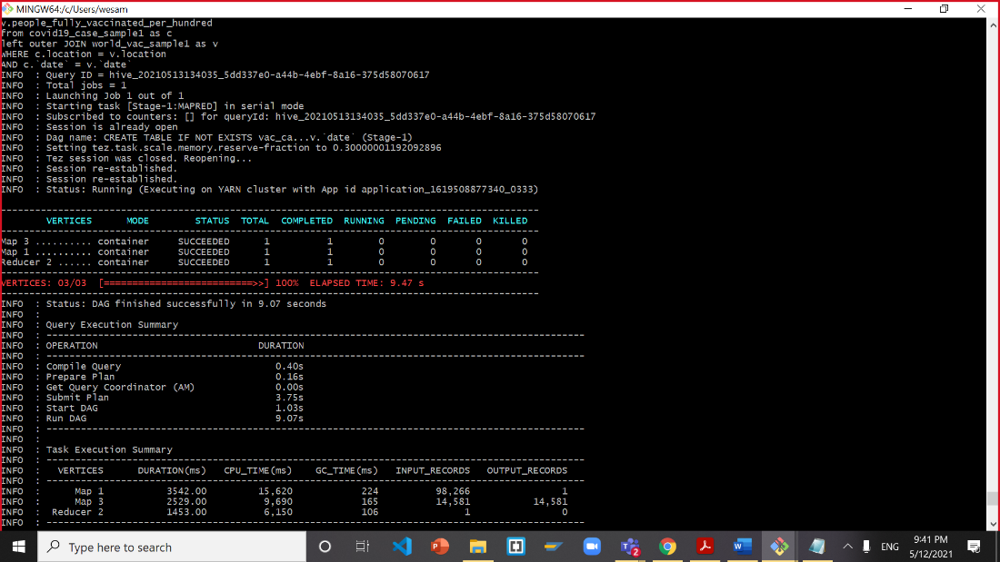 MINGW64:/c/Users/wesam
v.people_fully_vaccinated_per_hundred
from covid19_case_sample1 as c
left outer JOIN world_vac_sample1 as v
WHERE c.location = v.location
AND c.`date` = v.`date`
INFO : Query ID = hive_20210513134035_5dd337e0-a44b-4ebf-8a16-375d58070617
INFO : Total jobs = 1
INFO : Launching Job 1 out of 1
INFO : Starting task [Stage-1:MAPRED] in serial mode
INFO : Subscribed to counters: [] for queryId: hive_20210513134035_5dd337e0-a44b-4ebf-8a16-375d58070617
INFO : Session is already open
INFO : Dag name: CREATE TABLE IF NOT EXISTS vac_ca...v.`date` (Stage-1)
INFO : Setting tez.task.scale.memory.reserve-fraction to 0.30000001192092896
INFO : Tez session was closed. Reopening...
INFO : Session re-established.
INFO : Session re-established.
INFO : Status: Running (Executing on YARN cluster with App id application_1619508877340_0333)
----------------------------------------------------------------------------------------------
VERTICES MODE STATUS TOTAL COMPLETED RUNNING PENDING FAILED KILLED
----------------------------------------------------------------------------------------------
Map 3 .......... container SUCCEEDED 1 1 0 0 0 0
Map 1 .......... container SUCCEEDED 1 1 0 0 0 0
Reducer 2 ...... container SUCCEEDED 1 1 0 0 0 0
----------------------------------------------------------------------------------------------
VERTICES: 03/03 [==========================>>] 100% ELAPSED TIME: 9.47 s
----------------------------------------------------------------------------------------------
INFO : Status: DAG finished successfully in 9.07 seconds
INFO :
INFO : Query Execution Summary
INFO : ----------------------------------------------------------------------------------------------
INFO : OPERATION DURATION
INFO : ----------------------------------------------------------------------------------------------
INFO : Compile Query 0.40s
INFO : Prepare Plan 0.16s
INFO : Get Query Coordinator (AM) 0.00s
INFO : Submit Plan 3.75s
INFO : Start DAG 1.03s
INFO : Run DAG 9.07s
INFO : ----------------------------------------------------------------------------------------------
INFO :
INFO : Task Execution Summary
INFO : ----------------------------------------------------------------------------------------------
INFO : VERTICES DURATION(ms) CPU_TIME(ms) GC_TIME(ms) INPUT_RECORDS OUTPUT_RECORDS
INFO : ----------------------------------------------------------------------------------------------
INFO : Map 1 3542.00 15,620 224 98,266 1
INFO : Map 3 2529.00 9,690 165 14,581 14,581
INFO : Reducer 2 1453.00 6,150 106 1 0
INFO : ----------------------------------------------------------------------------------------------
Type here to search
2
ENG
9:41 PM
5/12/2021